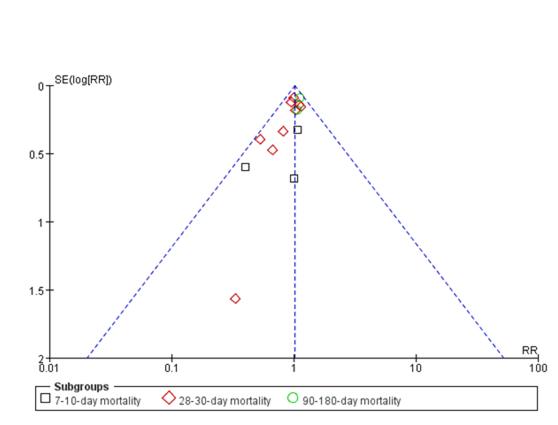 SE(log[RR])
0
0.5
1
1.5
2
RR
0.01
0.1
1
10
100
Subgroups
7-10-day mortality
28-30-day mortality
90-180-day mortality